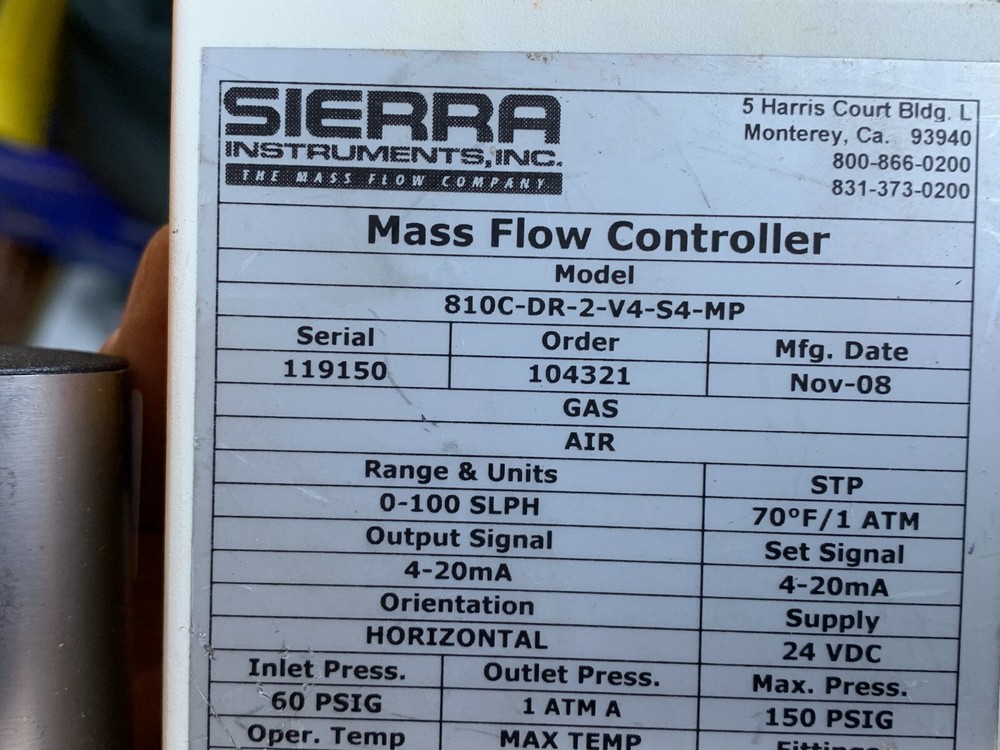 SIERRA
INSTRUMENTS,INC.
THE MASS FLOW COMPANY
5 Harris Court Bldg. L
Monterey, Ca. 93940
800-866-0200
831-373-0200
Mass Flow Controller
Model
810C-DR-2-V4-S4-MP
Serial Order Mfg. Date
119150 104321 Nov-08
GAS
AIR
Range & Units STP
0-100 SLPH 70°F/1 ATM
Output Signal Set Signal
4-20mA 4-20mA
Orientation Supply
HORIZONTAL 24 VDC
Inlet Press. Outlet Press. Max. Press.
60 PSIG 1 ATM A 150 PSIG
Oper. Temp MAX TEMP